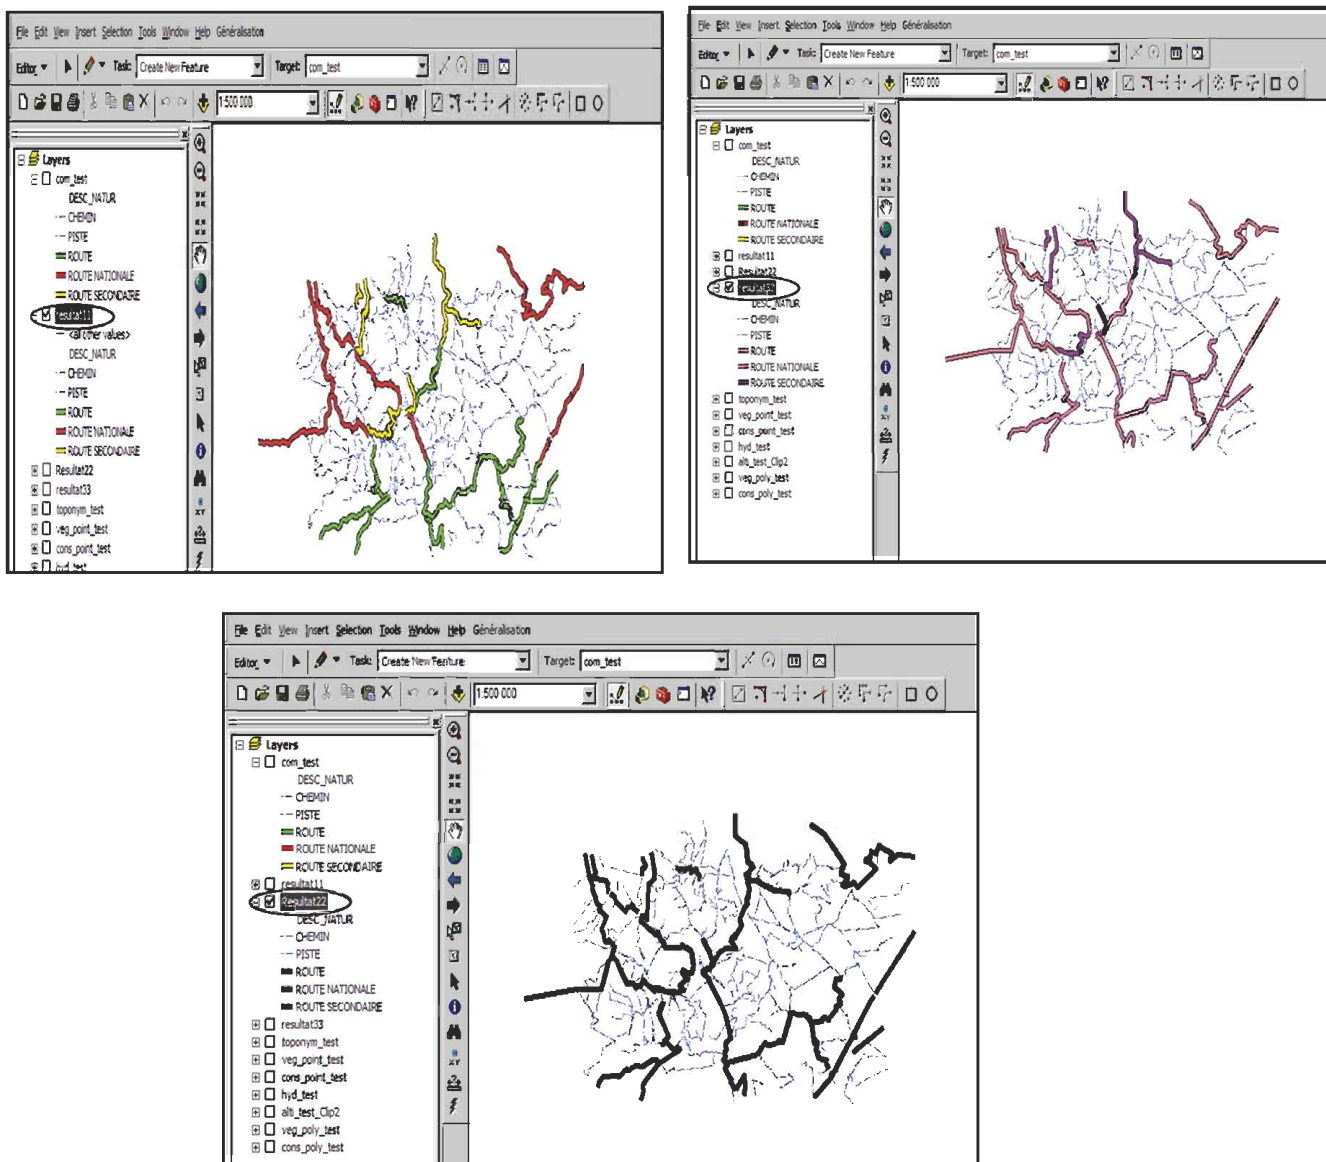 File Edit View Insert Selection Tools Window Help Généralisation
Editor Task: Create New Feature Target: com_test
1:500 000
Layers
com_test
DESC_NATUR
CHEMIN
PISTE
ROUTE
ROUTE NATIONALE
ROUTE SECONDAIRE
resultat11
<all other values>
DESC_NATUR
CHEMIN
PISTE
ROUTE
ROUTE NATIONALE
ROUTE SECONDAIRE
Resultat22
resultat33
toponym_test
veg_point_test
cons_point_test
hyd_test
XY
File Edit View Insert Selection Tools Window Help Généralisation
Editor Task: Create New Feature Target: com_test
1:500 000
Layers
com_test
DESC_NATUR
CHEMIN
PISTE
ROUTE
ROUTE NATIONALE
ROUTE SECONDAIRE
resultat11
Resultat22
resultat33
DESC_NATUR
CHEMIN
PISTE
ROUTE
ROUTE NATIONALE
ROUTE SECONDAIRE
toponym_test
veg_point_test
cons_point_test
hyd_test
alti_test_Clip2
veg_poly_test
cons_poly_test
XY
File Edit View Insert Selection Tools Window Help Généralisation
Editor Task: Create New Feature Target: com_test
1:500 000
Layers
com_test
DESC_NATUR
CHEMIN
PISTE
ROUTE
ROUTE NATIONALE
ROUTE SECONDAIRE
resultat11
Resultat22
DESC_NATUR
CHEMIN
PISTE
ROUTE
ROUTE NATIONALE
ROUTE SECONDAIRE
resultat33
toponym_test
veg_point_test
cons_point_test
hyd_test
alti_test_Clip2
veg_poly_test
cons_poly_test
XY